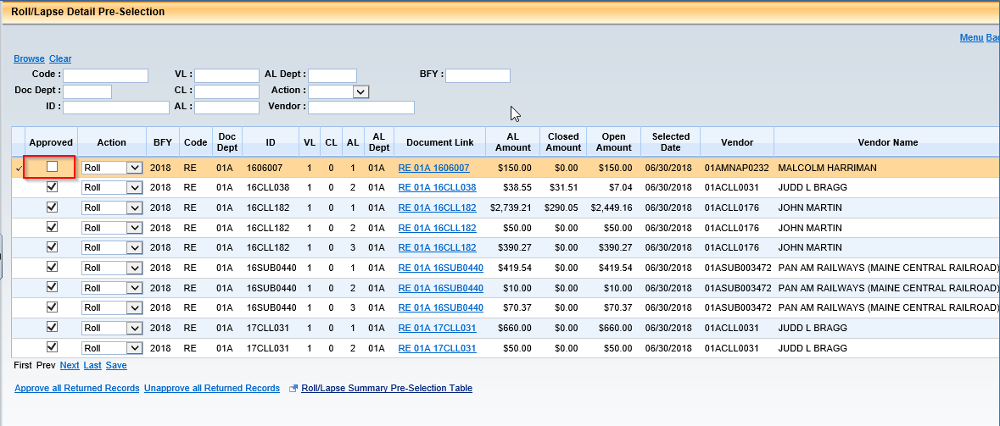 Roll/Lapse Detail Pre-Selection
Menu Bac
Browse Clear
Code : VL : AL Dept : BFY :
Doc Dept : CL : Action :
ID : AL : Vendor :
Approved Action BFY Code Doc Dept ID VL CL AL AL Dept Document Link AL Amount Closed Amount Open Amount Selected Date Vendor Vendor Name
Roll 2018 RE 01A 1606007 1 0 1 01A RE 01A 1606007 $150.00 $0.00 $150.00 06/30/2018 01AMNAP0232 MALCOLM HARRIMAN
Roll 2018 RE 01A 16CLL038 1 0 2 01A RE 01A 16CLL038 $38.55 $31.51 $7.04 06/30/2018 01ACLL0031 JUDD L BRAGG
Roll 2018 RE 01A 16CLL182 1 0 1 01A RE 01A 16CLL182 $2,739.21 $290.05 $2,449.16 06/30/2018 01ACLL0176 JOHN MARTIN
Roll 2018 RE 01A 16CLL182 1 0 2 01A RE 01A 16CLL182 $50.00 $0.00 $50.00 06/30/2018 01ACLL0176 JOHN MARTIN
Roll 2018 RE 01A 16CLL182 1 0 3 01A RE 01A 16CLL182 $390.27 $0.00 $390.27 06/30/2018 01ACLL0176 JOHN MARTIN
Roll 2018 RE 01A 16SUB0440 1 0 1 01A RE 01A 16SUB0440 $419.54 $0.00 $419.54 06/30/2018 01ASUB003472 PAN AM RAILWAYS (MAINE CENTRAL RAILROAD)
Roll 2018 RE 01A 16SUB0440 1 0 2 01A RE 01A 16SUB0440 $10.00 $0.00 $10.00 06/30/2018 01ASUB003472 PAN AM RAILWAYS (MAINE CENTRAL RAILROAD)
Roll 2018 RE 01A 16SUB0440 1 0 3 01A RE 01A 16SUB0440 $70.37 $0.00 $70.37 06/30/2018 01ASUB003472 PAN AM RAILWAYS (MAINE CENTRAL RAILROAD)
Roll 2018 RE 01A 17CLL031 1 0 1 01A RE 01A 17CLL031 $660.00 $0.00 $660.00 06/30/2018 01ACLL0031 JUDD L BRAGG
Roll 2018 RE 01A 17CLL031 1 0 2 01A RE 01A 17CLL031 $50.00 $0.00 $50.00 06/30/2018 01ACLL0031 JUDD L BRAGG
First Prev Next Last Save
Approve all Returned Records Unapprove all Returned Records Roll/Lapse Summary Pre-Selection Table